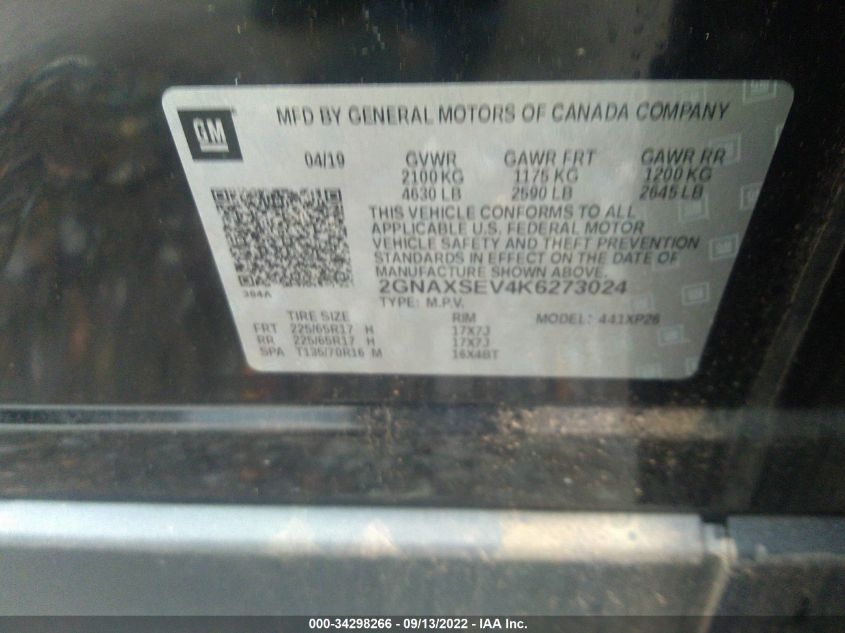 GM
MFD BY GENERAL MOTORS OF CANADA COMPANY
04/19 GVWR GAWR FRT GAWR RR
2100 KG 1175 KG 1200 KG
4630 LB 2590 LB 2645 LB
THIS VEHICLE CONFORMS TO ALL
APPLICABLE U.S. FEDERAL MOTOR
VEHICLE SAFETY AND THEFT PREVENTION
STANDARDS IN EFFECT ON THE DATE OF
MANUFACTURE SHOWN ABOVE.
394A
2GNAXSEV4K6273024
TYPE: M.P.V.
TIRE SIZE RIM MODEL: 441XP26
FRT 225/65R17 H 17X7J
RR 225/65R17 H 17X7J
SPA T135/70R16 M 16X4BT
000-34298266 - 09/13/2022 - IAA Inc.